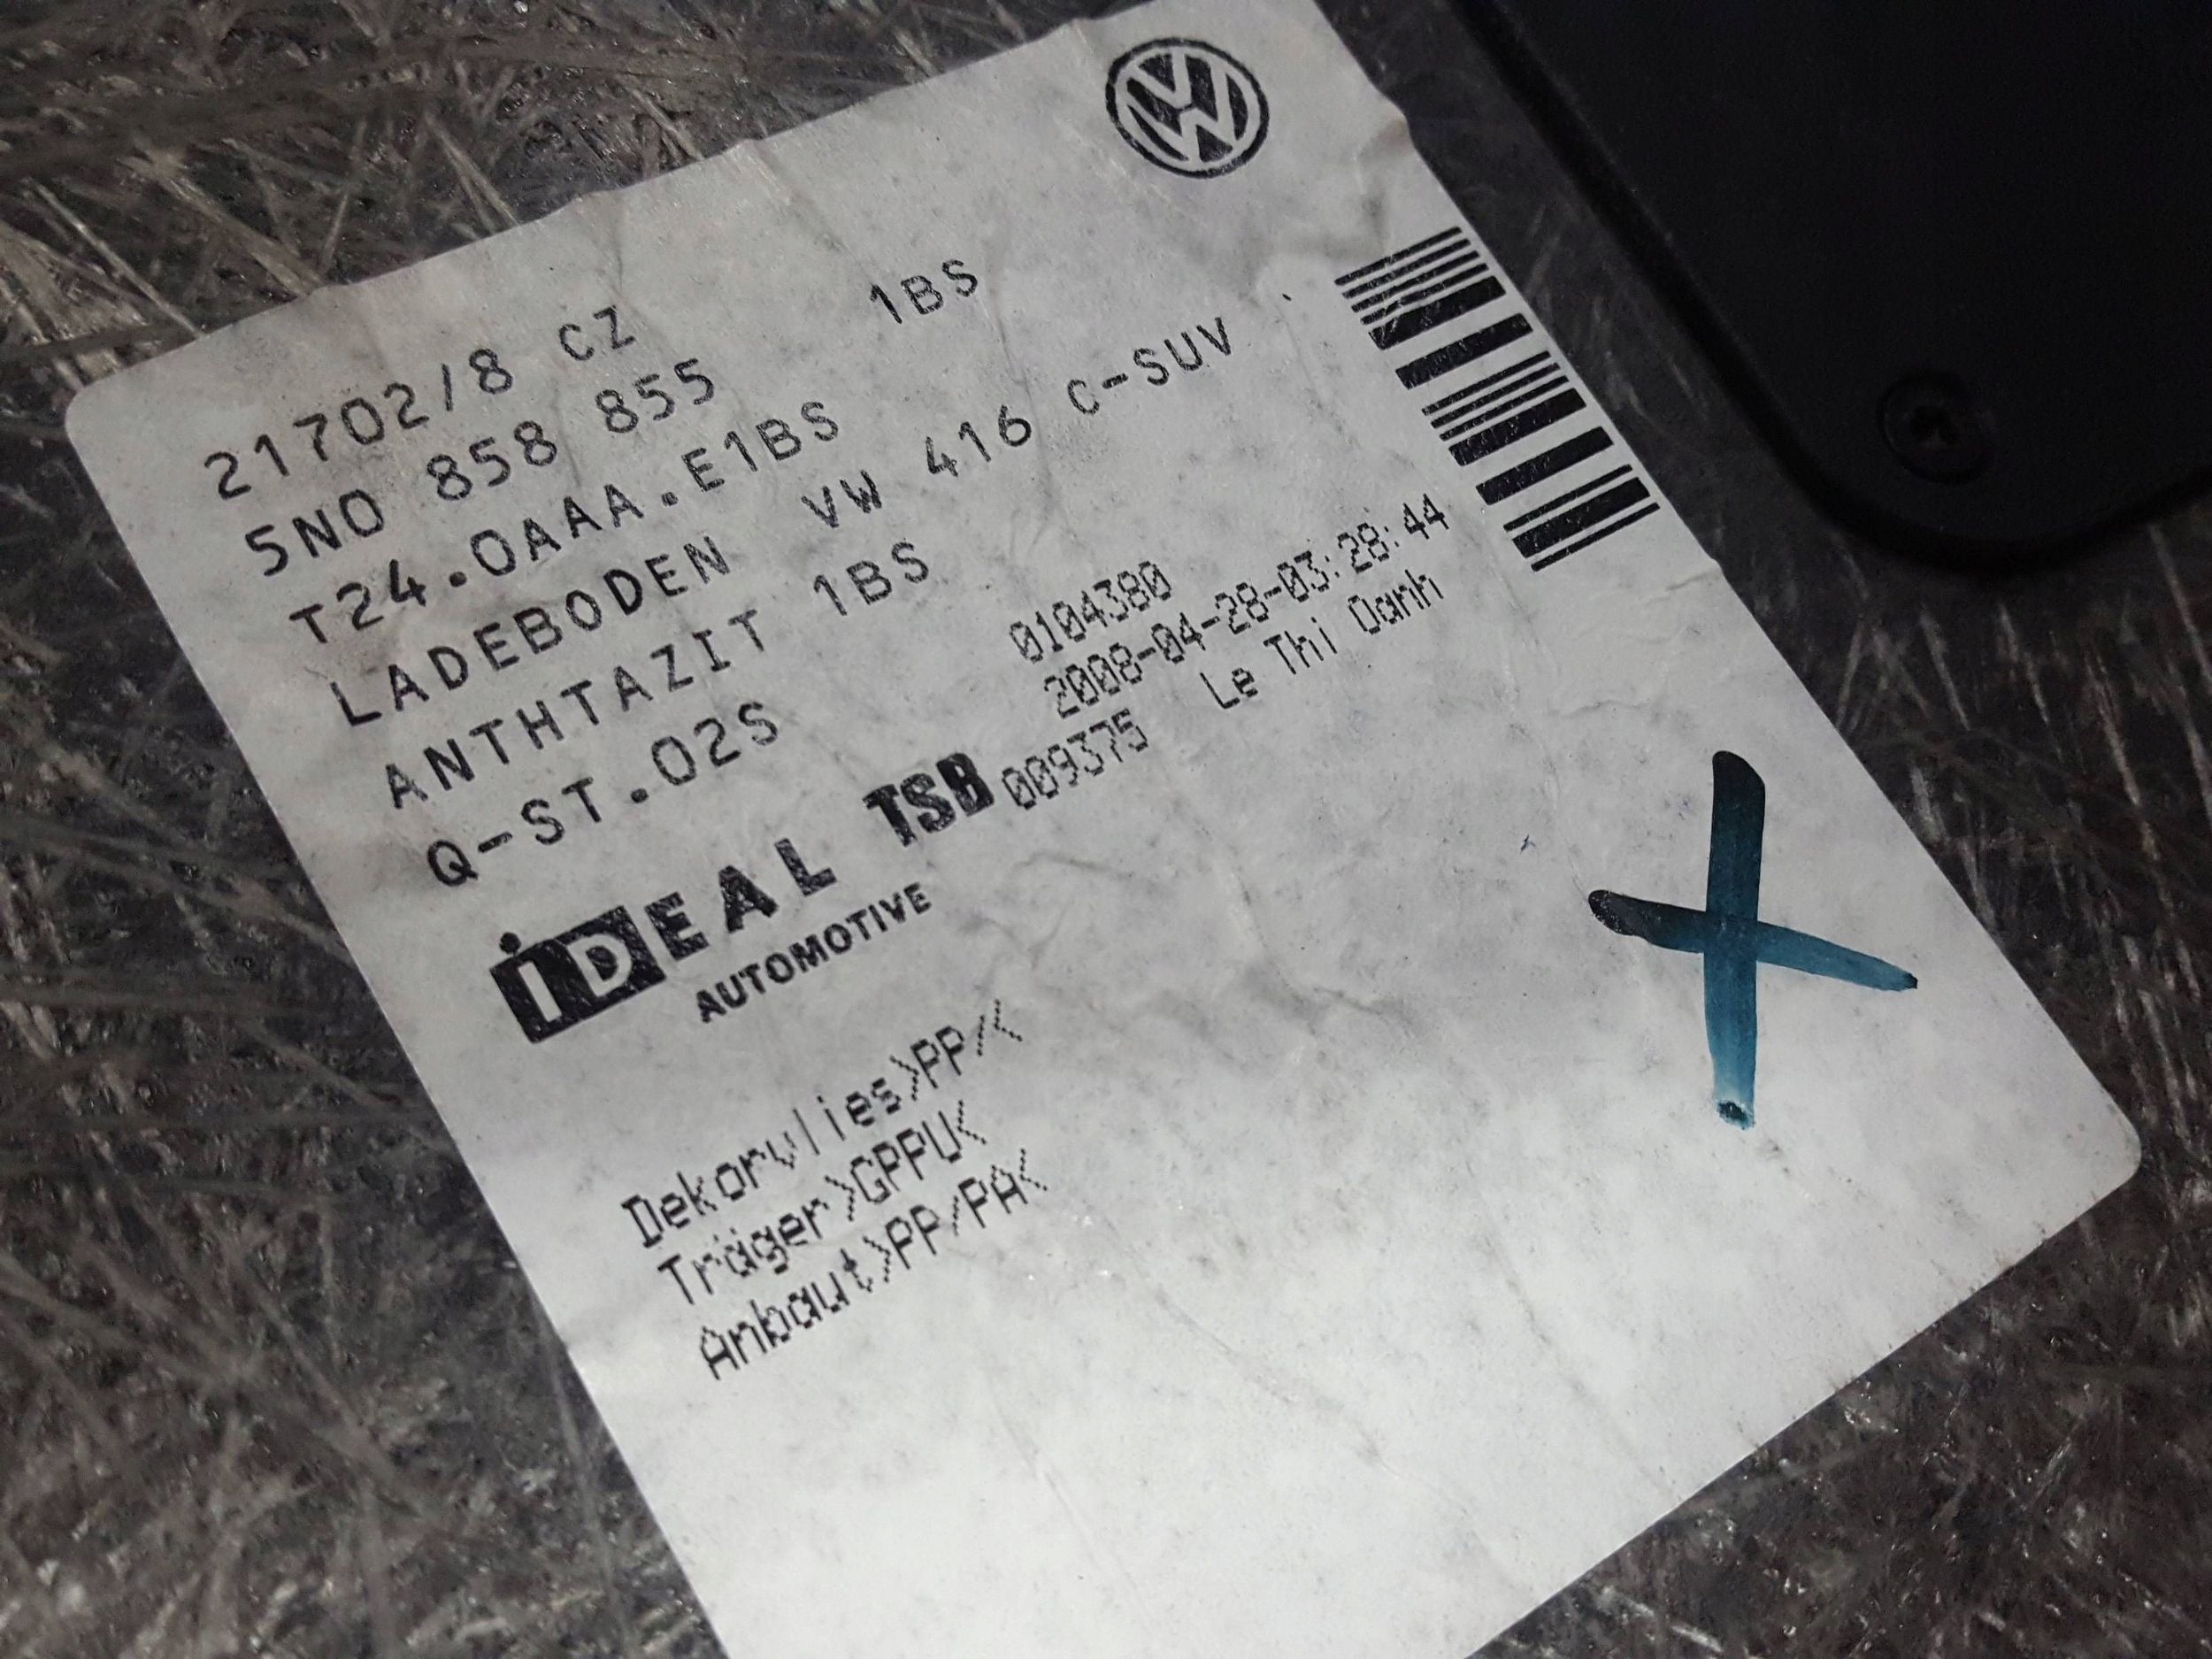 VW
21702/8 CZ
5N0 858 855 1BS
T24.0AAA.E1BS
LADEBODEN VW 416 C-SUV
ANTHTAZIT 1BS
Q-ST.02S
0104380
2008-04-28-03:28:44
009375 Le Thi Oanh
iDEAL TSB
AUTOMOTIVE
Dekorvlies>PP/<
Träger>GPPU<
Anbaut>PP/PA<
X